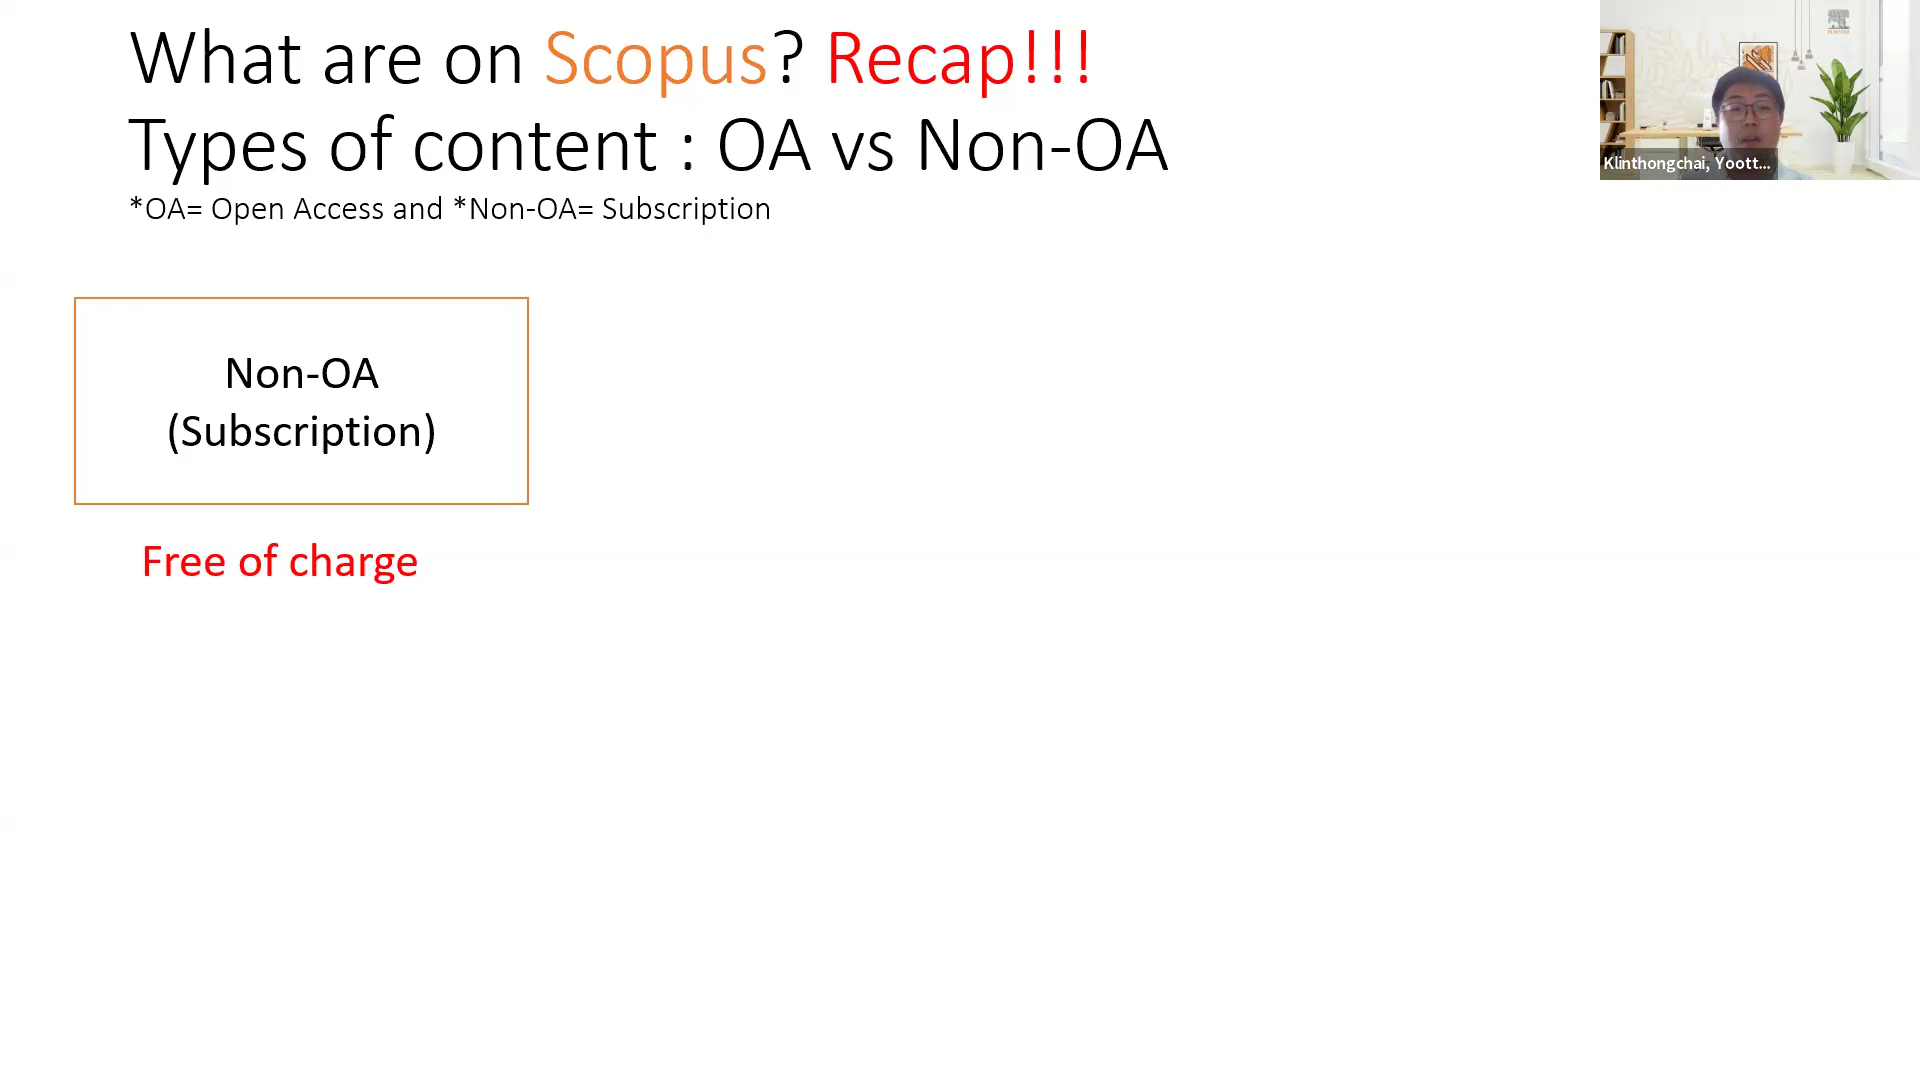 What are on Scopus? Recap!!!
Types of content : OA vs Non-OA
*OA= Open Access and *Non-OA= Subscription
Klinthongchai, Yoott...
Non-OA
(Subscription)
Free of charge